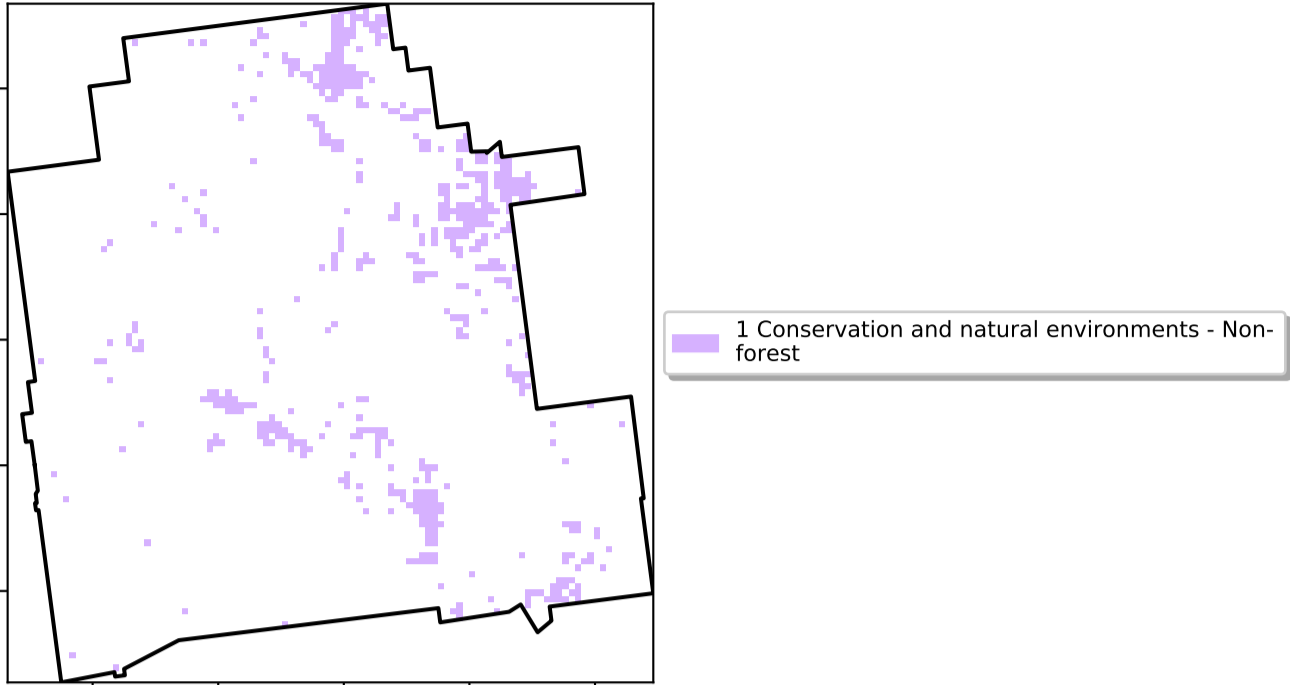 1 Conservation and natural environments - Non-
forest